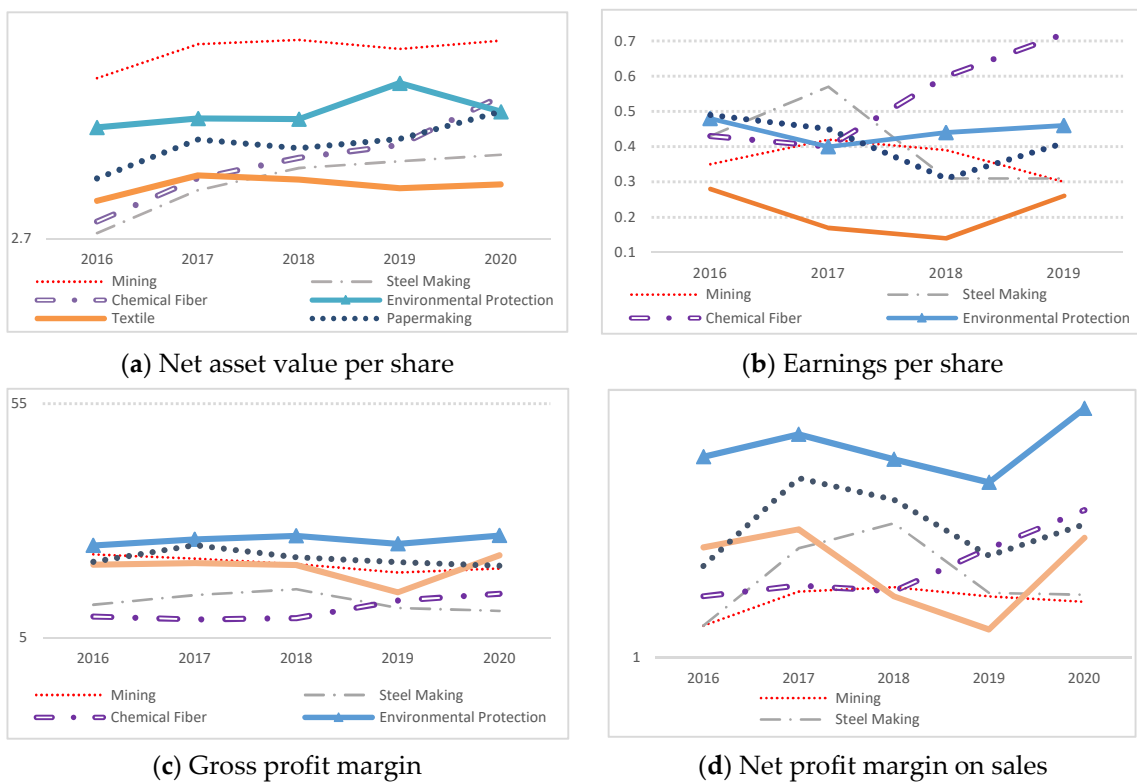 2.7
2016 2017 2018 2019 2020
Mining Steel Making
Chemical Fiber Environmental Protection
Textile Papermaking
(a) Net asset value per share
0.7
0.6
0.5
0.4
0.3
0.2
0.1
2016 2017 2018 2019
Mining Steel Making
Chemical Fiber Environmental Protection
(b) Earnings per share
55
5
2016 2017 2018 2019 2020
Mining Steel Making
Chemical Fiber Environmental Protection
(c) Gross profit margin
1
2016 2017 2018 2019 2020
Mining
Steel Making
(d) Net profit margin on sales